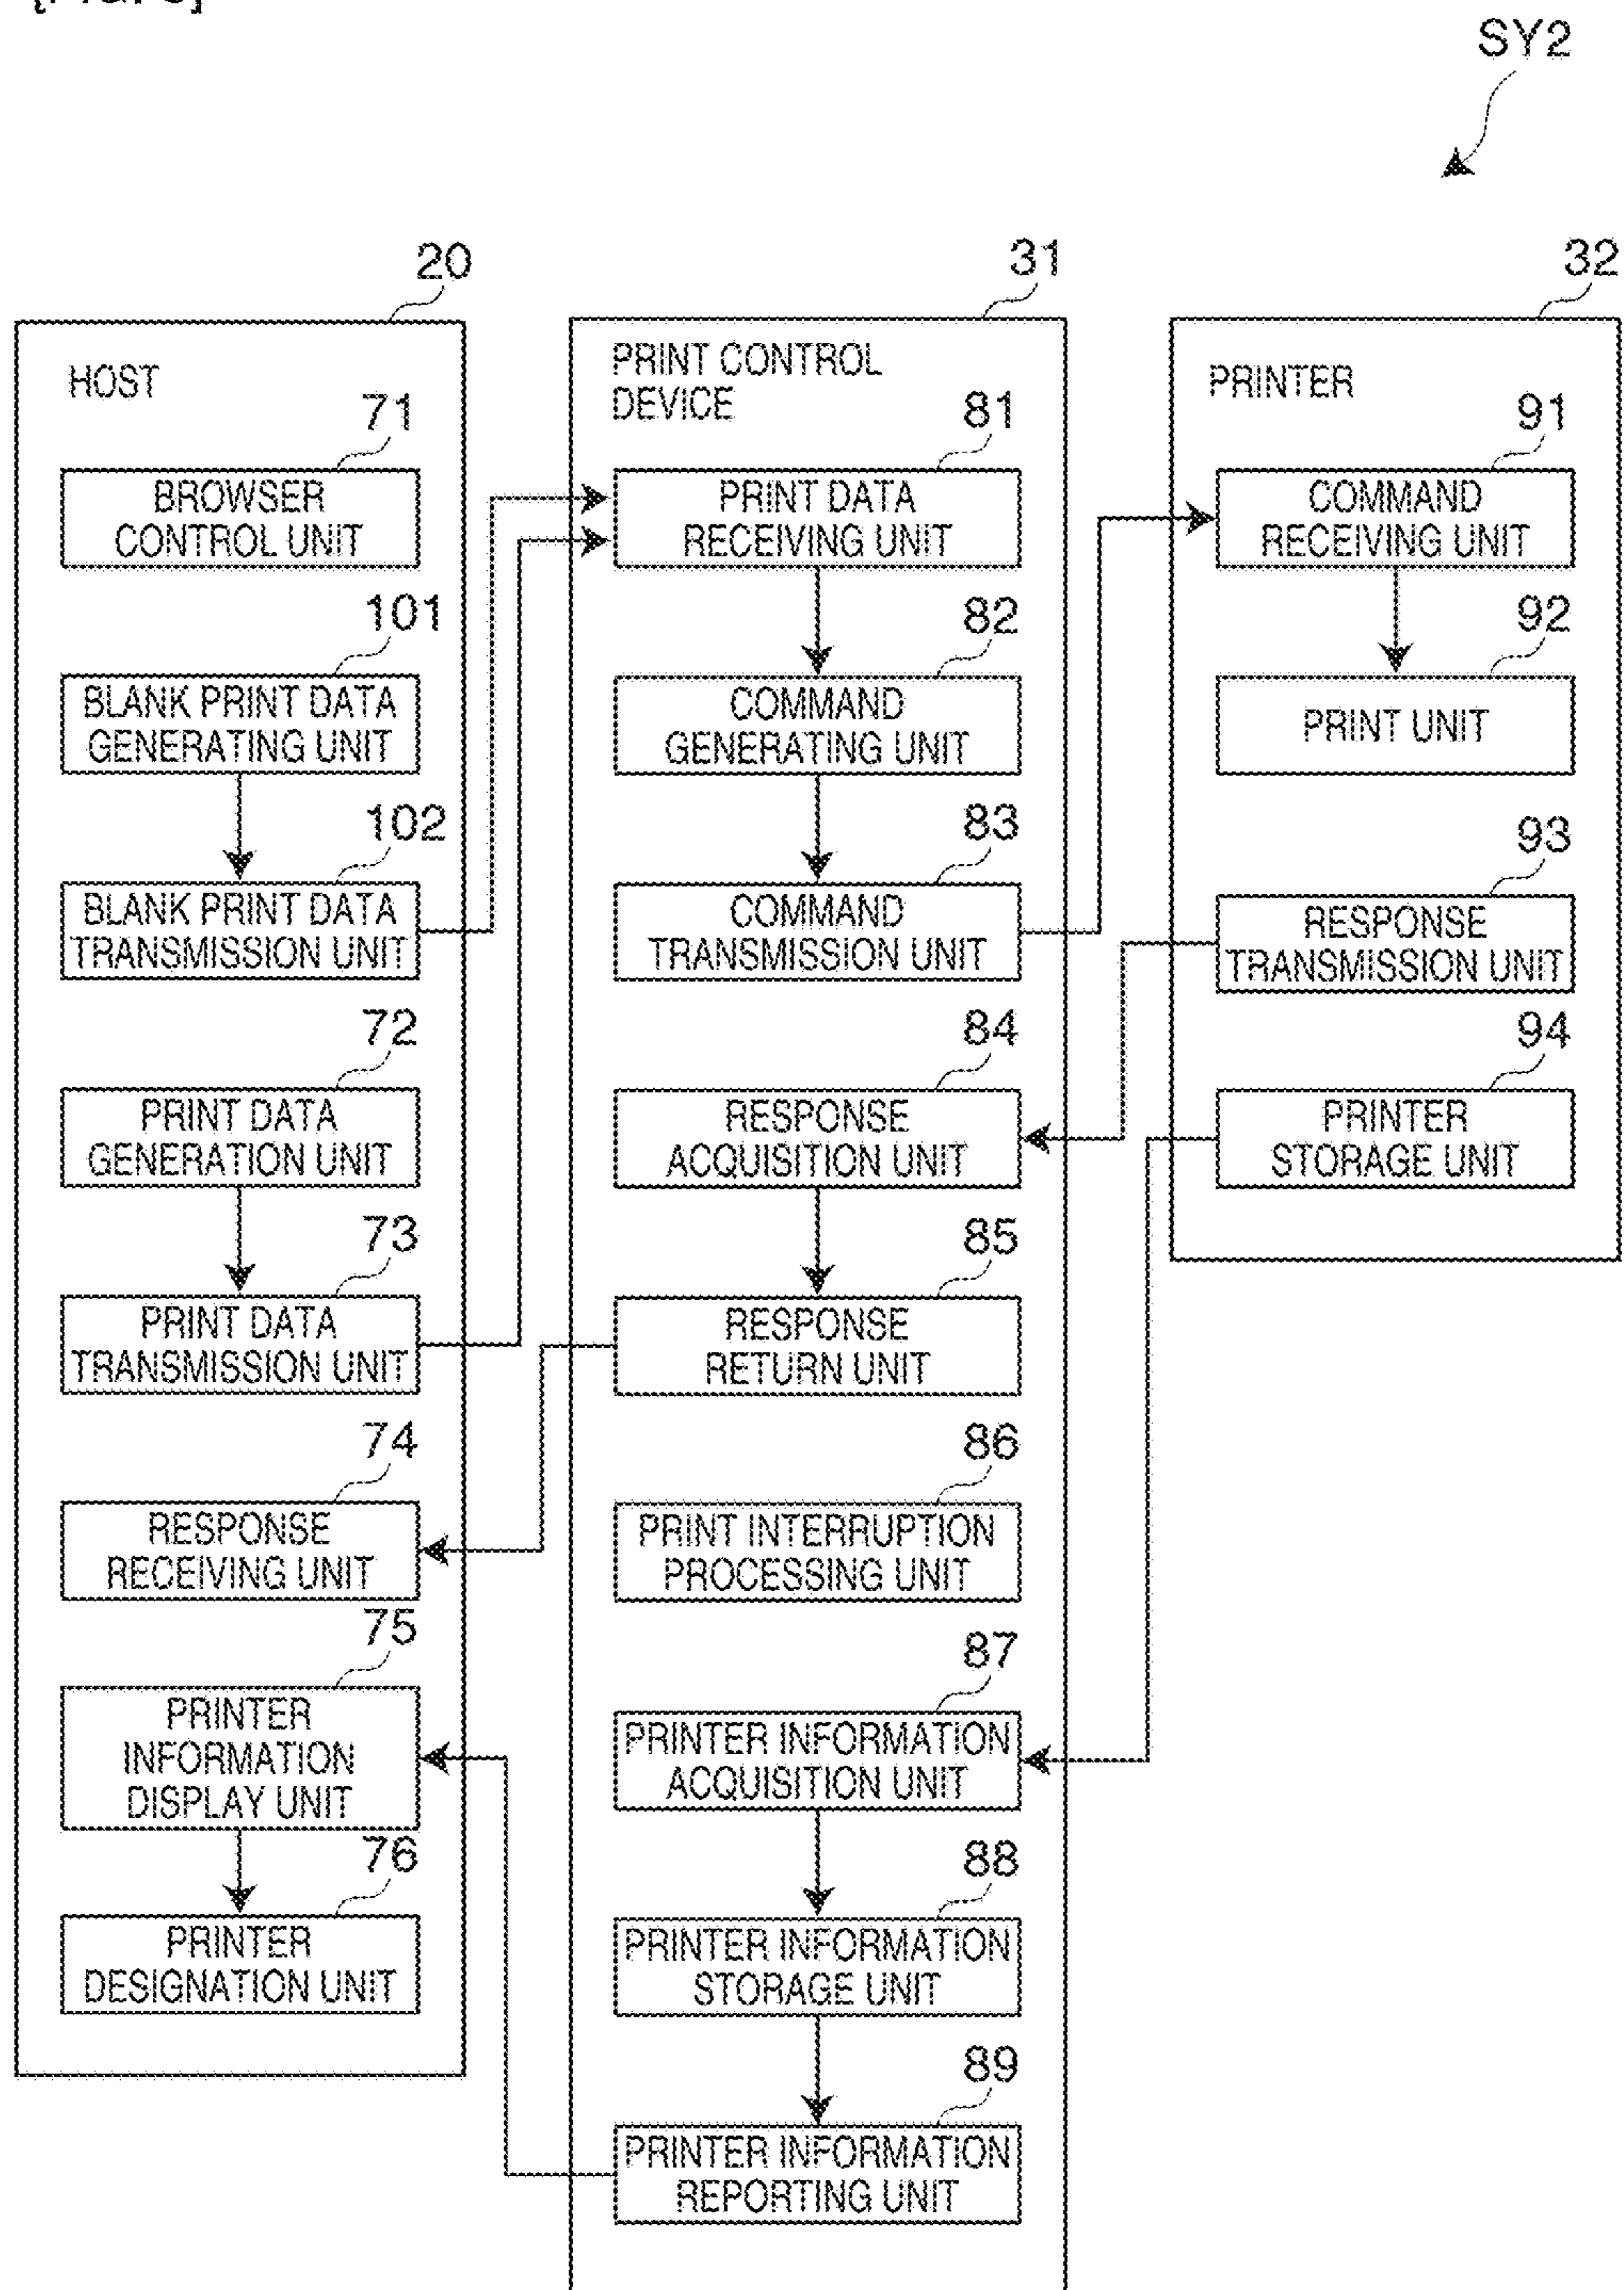 SY2
20
HOST
71
BROWSER
CONTROL UNIT
101
BLANK PRINT DATA
GENERATING UNIT
102
BLANK PRINT DATA
TRANSMISSION UNIT
72
PRINT DATA
GENERATION UNIT
73
PRINT DATA
TRANSMISSION UNIT
74
RESPONSE
RECEIVING UNIT
75
PRINTER
INFORMATION
DISPLAY UNIT
76
PRINTER
DESIGNATION UNIT
31
PRINT CONTROL
DEVICE
81
PRINT DATA
RECEIVING UNIT
82
COMMAND
GENERATING UNIT
83
COMMAND
TRANSMISSION UNIT
84
RESPONSE
ACQUISITION UNIT
85
RESPONSE
RETURN UNIT
86
PRINT INTERRUPTION
PROCESSING UNIT
87
PRINTER INFORMATION
ACQUISITION UNIT
88
PRINTER INFORMATION
STORAGE UNIT
89
PRINTER INFORMATION
REPORTING UNIT
32
PRINTER
91
COMMAND
RECEIVING UNIT
92
PRINT UNIT
93
RESPONSE
TRANSMISSION UNIT
94
PRINTER
STORAGE UNIT